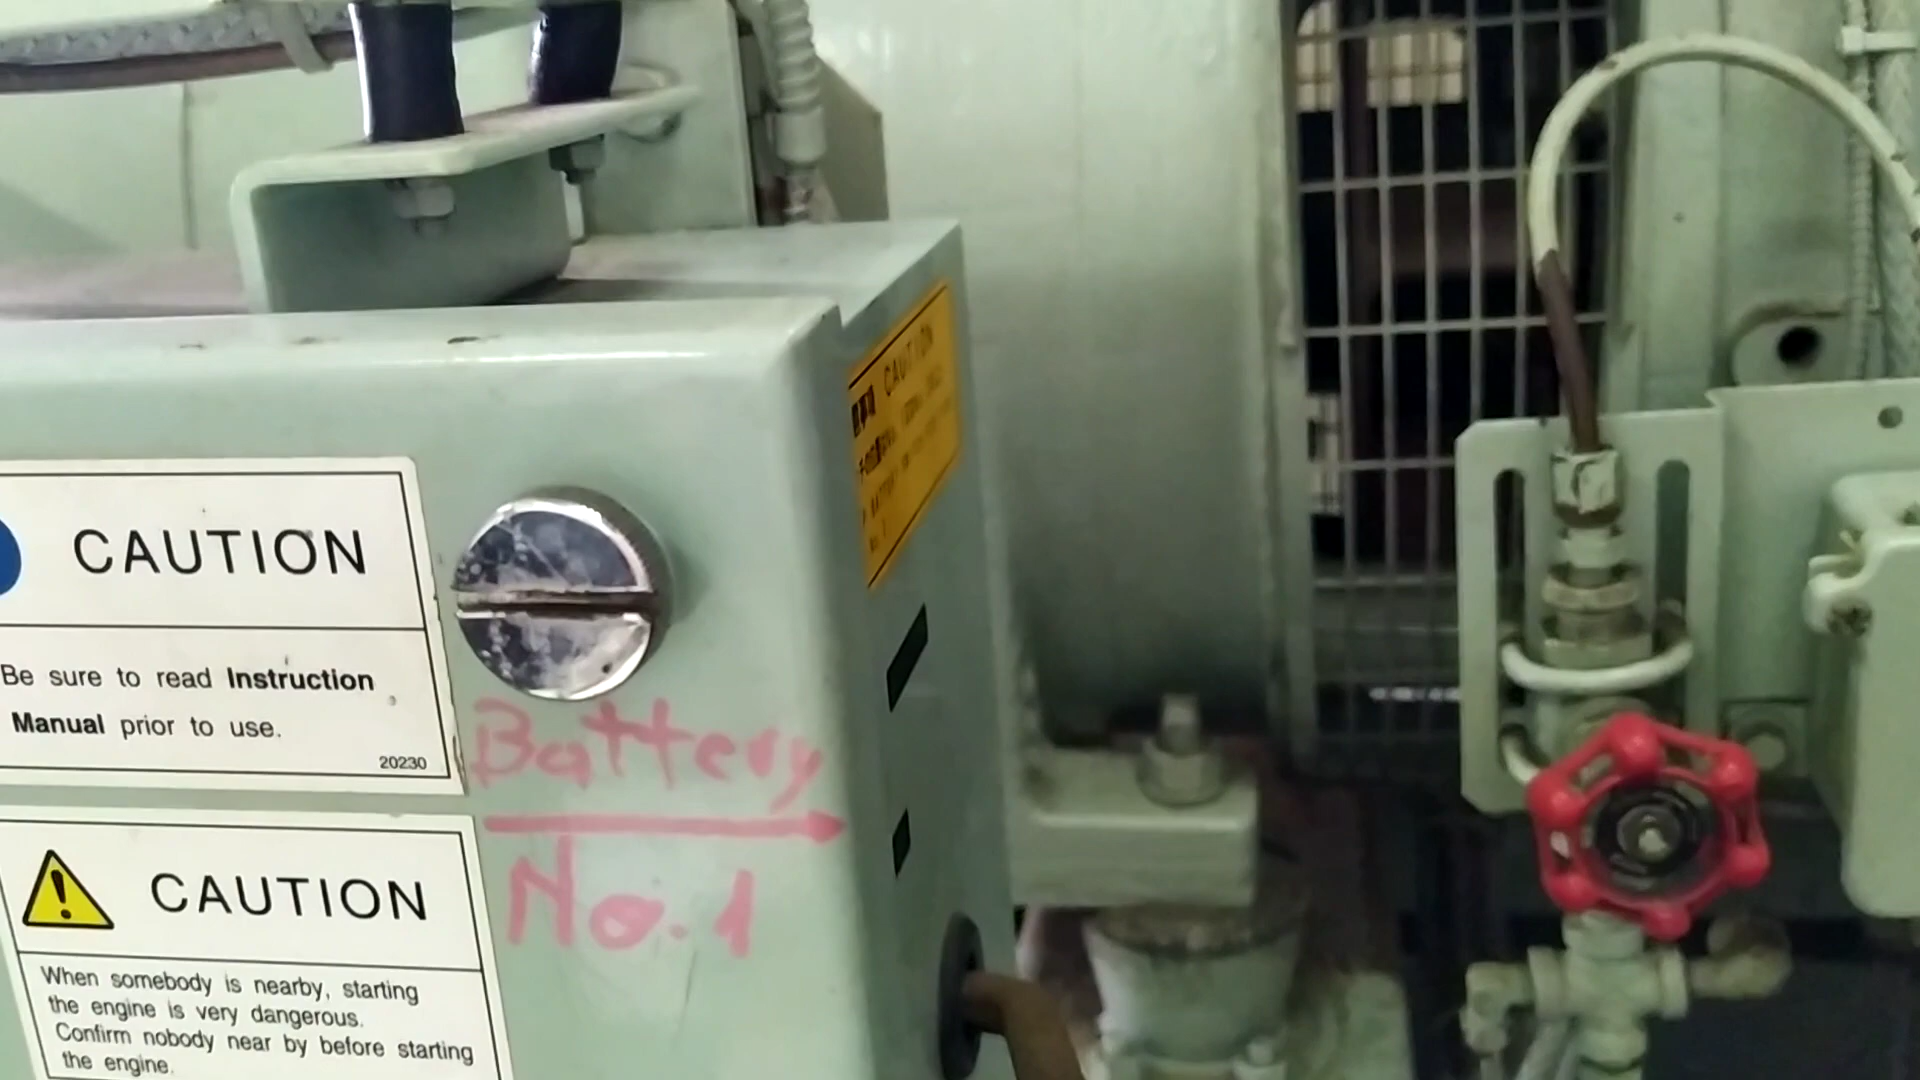 CAUTION
Be sure to read Instruction
Manual prior to use.
20230
CAUTION
When somebody is nearby, starting
the engine is very dangerous.
Confirm nobody near by before starting
the engine.
Battery
No.1
CAUTION